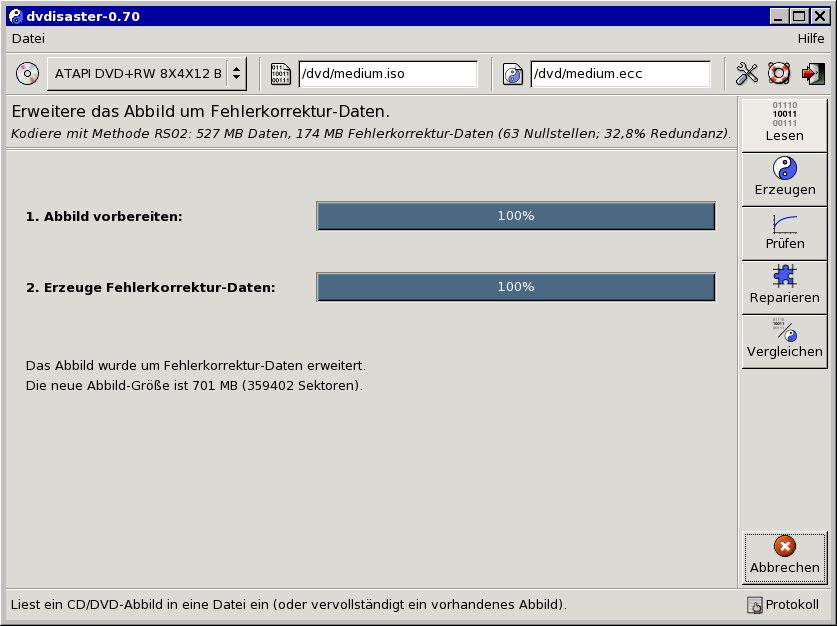 dvdisaster-0.70
Datei Hilfe
ATAPI DVD+RW 8X4X12 B /dvd/medium.iso /dvd/medium.ecc
Erweitere das Abbild um Fehlerkorrektur-Daten.
Kodiere mit Methode RS02: 527 MB Daten, 174 MB Fehlerkorrektur-Daten (63 Nullstellen; 32,8% Redundanz).
1. Abbild vorbereiten: 100%
2. Erzeuge Fehlerkorrektur-Daten: 100%
Das Abbild wurde um Fehlerkorrektur-Daten erweitert.
Die neue Abbild-Größe ist 701 MB (359402 Sektoren).
01110
10011
00111
Lesen
Erzeugen
Prüfen
Reparieren
Vergleichen
Abbrechen
Liest ein CD/DVD-Abbild in eine Datei ein (oder vervollständigt ein vorhandenes Abbild).
Protokoll